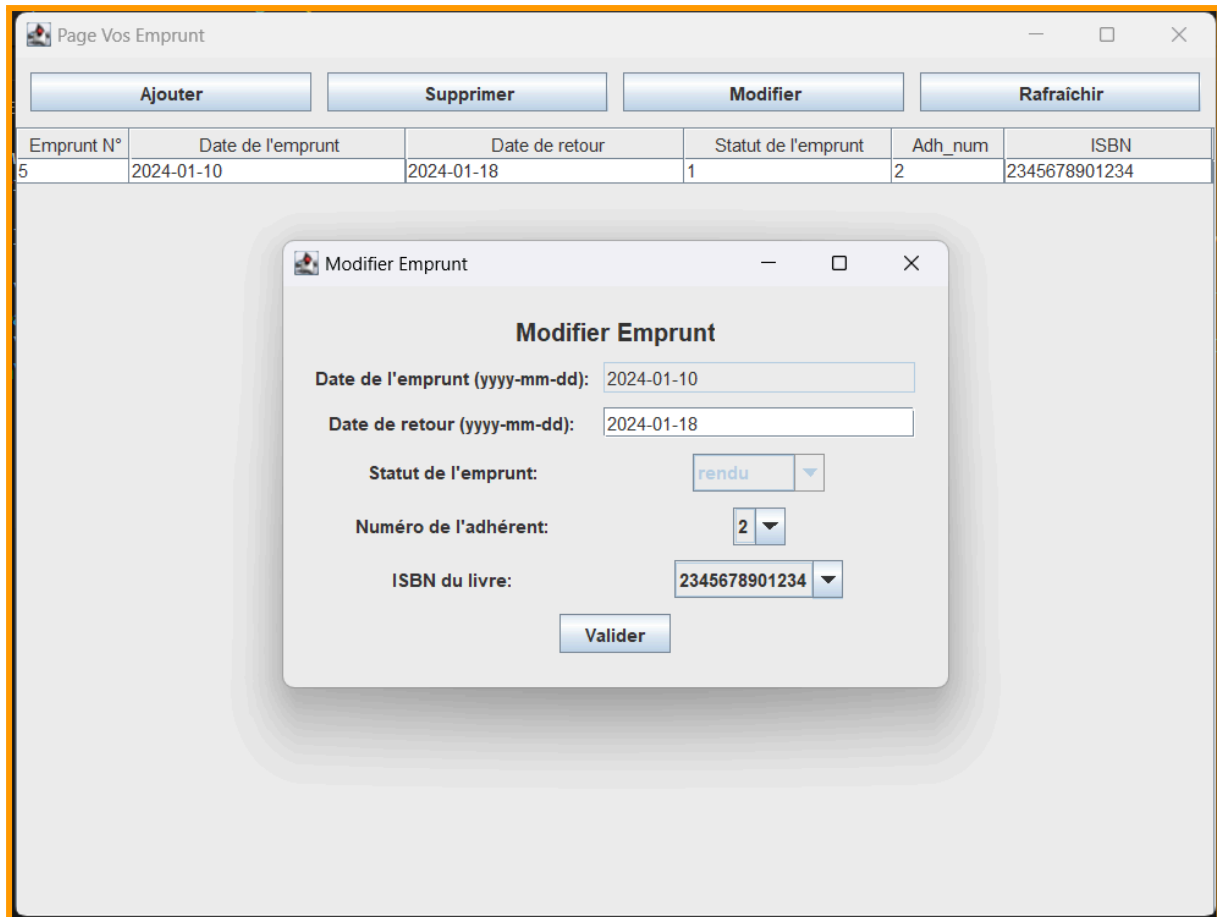 Page Vos Emprunt
Ajouter Supprimer Modifier Rafraîchir
Emprunt N° Date de l'emprunt Date de retour Statut de l'emprunt Adh_num ISBN
5 2024-01-10 2024-01-18 1 2 2345678901234
Modifier Emprunt
Modifier Emprunt
Date de l'emprunt (yyyy-mm-dd): 2024-01-10
Date de retour (yyyy-mm-dd): 2024-01-18
Statut de l'emprunt: rendu
Numéro de l'adhérent: 2
ISBN du livre: 2345678901234
Valider